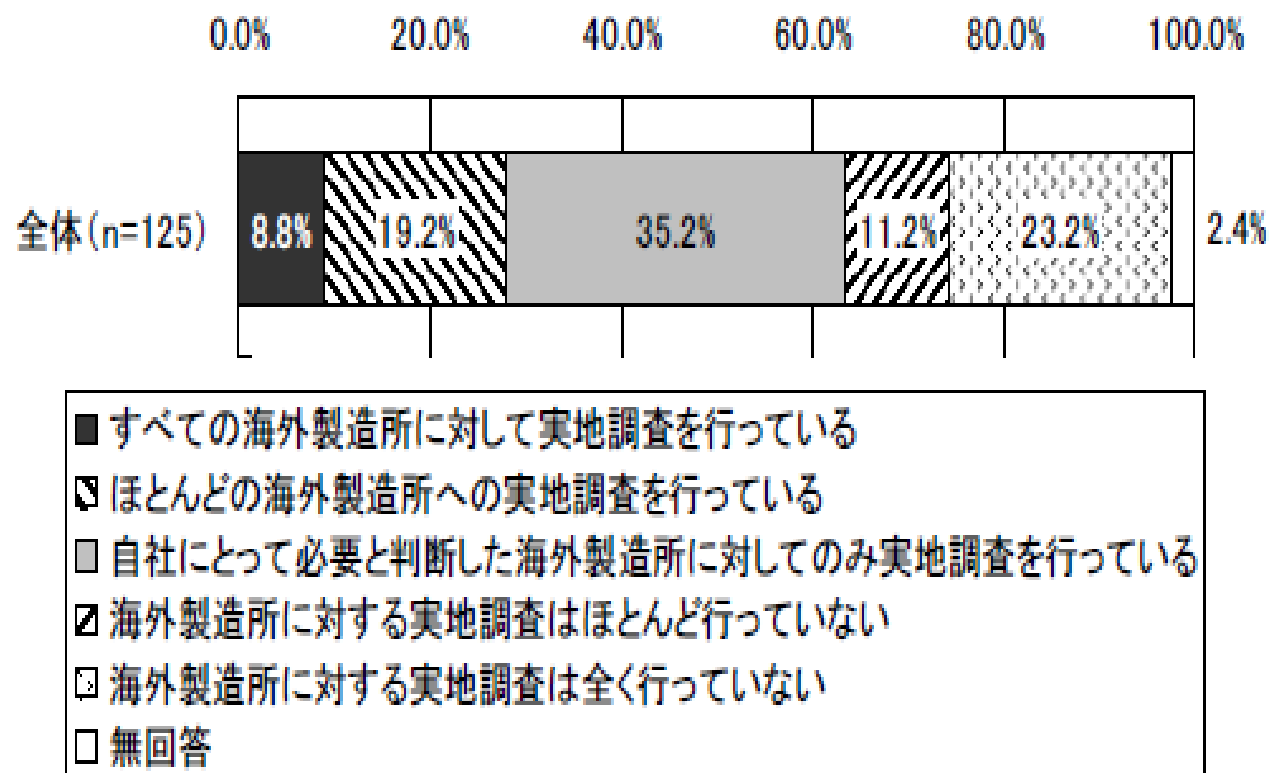 0.0% 20.0% 40.0% 60.0% 80.0% 100.0%
全体(n=125) 8.8% 19.2% 35.2% 11.2% 23.2% 2.4%
すべての海外製造所に対して実地調査を行っている
ほとんどの海外製造所への実地調査を行っている
自社にとって必要と判断した海外製造所に対してのみ実地調査を行っている
海外製造所に対する実地調査はほとんど行っていない
海外製造所に対する実地調査は全く行っていない
無回答